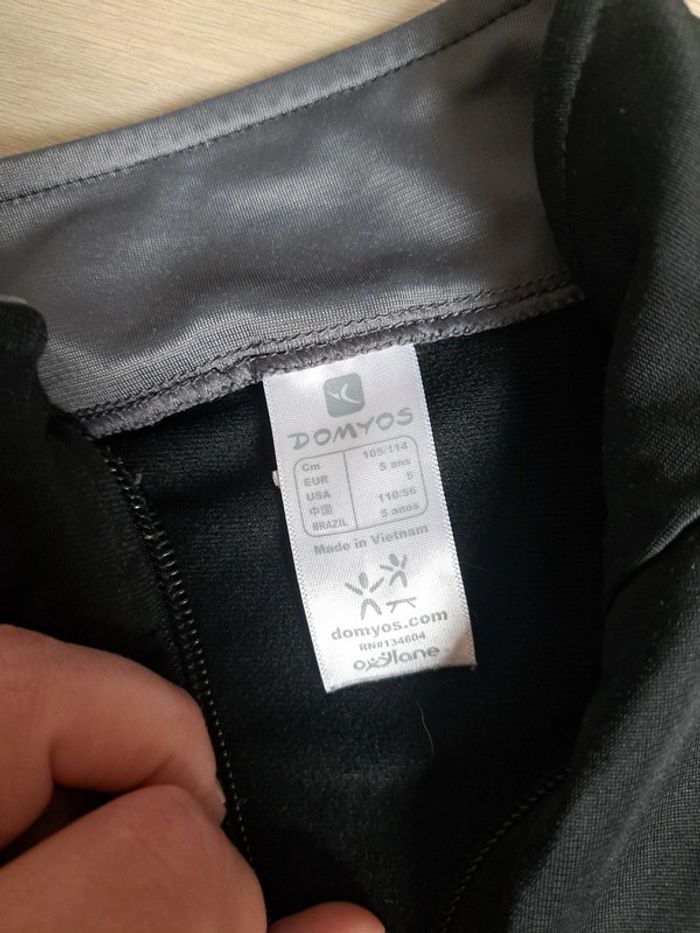 DOMYOS
Cm 105/114
EUR 5 ans
USA 5
中国 110/56
BRAZIL 5 anos
Made in Vietnam
domyos.com
RN#134604
oxylane